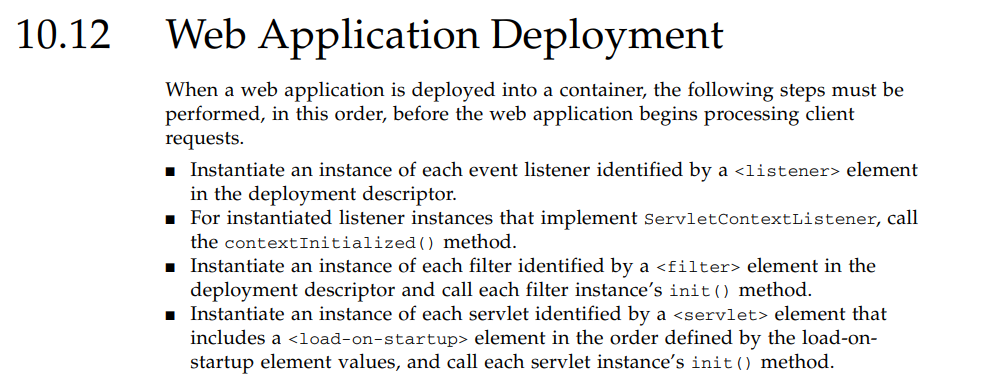 10.12 Web Application Deployment
When a web application is deployed into a container, the following steps must be
performed, in this order, before the web application begins processing client
requests.
■ Instantiate an instance of each event listener identified by a <listener> element
in the deployment descriptor.
■ For instantiated listener instances that implement ServletContextListener, call
the contextInitialized() method.
■ Instantiate an instance of each filter identified by a <filter> element in the
deployment descriptor and call each filter instance's init() method.
■ Instantiate an instance of each servlet identified by a <servlet> element that
includes a <load-on-startup> element in the order defined by the load-on-
startup element values, and call each servlet instance's init() method.